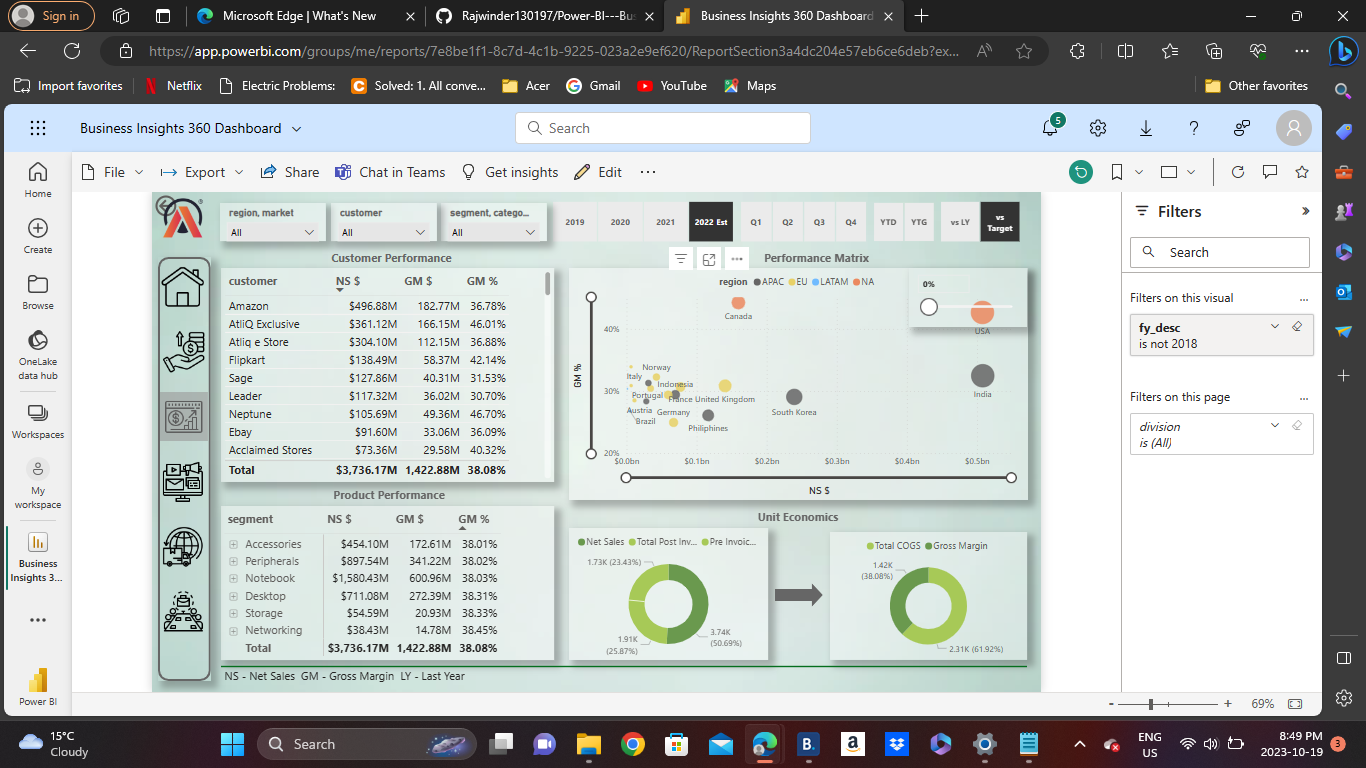 Sign in
Microsoft Edge | What's New
Rajwinder130197/Power-BI---Bu
Business Insights 360 Dashboard
https://app.powerbi.com/groups/me/reports/7e8be1f1-8c7d-4c1b-9225-023a2e9ef620/ReportSection3a4dc204e57eb6ce6deb?ex...
Import favorites
Netflix
Electric Problems:
Solved: 1. All conve...
Acer
Gmail
YouTube
Maps
Other favorites
Business Insights 360 Dashboard
Search
5
Home
Create
Browse
OneLake
data hub
Workspaces
My
workspace
Business
Insights 3...
Power BI
File
Export
Share
Chat in Teams
Get insights
Edit
region, market
All
customer
All
segment, catego...
All
2019
2020
2021
2022 Est
Q1
Q2
Q3
Q4
YTD
YTG
vs LY
vs
Target
Customer Performance
customer NS $ GM $ GM %
Amazon $496.88M 182.77M 36.78%
AtliQ Exclusive $361.12M 166.15M 46.01%
Atliq e Store $304.10M 112.15M 36.88%
Flipkart $138.49M 58.37M 42.14%
Sage $127.86M 40.31M 31.53%
Leader $117.32M 36.02M 30.70%
Neptune $105.69M 49.36M 46.70%
Ebay $91.60M 33.06M 36.09%
Acclaimed Stores $73.36M 29.58M 40.32%
Total $3,736.17M 1,422.88M 38.08%
Performance Matrix
region APAC EU LATAM NA
0%
GM %
40%
30%
20%
Canada
USA
Norway
Italy
Indonesia
Portugal
France
United Kingdom
India
Austria
Germany
South Korea
Brazil
Philiphines
$0.0bn
$0.1bn
$0.2bn
$0.3bn
$0.4bn
$0.5bn
NS $
Product Performance
segment NS $ GM $ GM %
Accessories $454.10M 172.61M 38.01%
Peripherals $897.54M 341.22M 38.02%
Notebook $1,580.43M 600.96M 38.03%
Desktop $711.08M 272.39M 38.31%
Storage $54.59M 20.93M 38.33%
Networking $38.43M 14.78M 38.45%
Total $3,736.17M 1,422.88M 38.08%
Unit Economics
Net Sales Total Post Inv... Pre Invoic...
1.73K (23.43%)
1.91K
(25.87%)
3.74K
(50.69%)
Total COGS Gross Margin
1.42K
(38.08%)
2.31K (61.92%)
NS - Net Sales GM - Gross Margin LY - Last Year
Filters
Search
Filters on this visual
fy_desc
is not 2018
Filters on this page
division
is (All)
69%
15°C
Cloudy
Search
B.
a
ENG
US
8:49 PM
2023-10-19
3